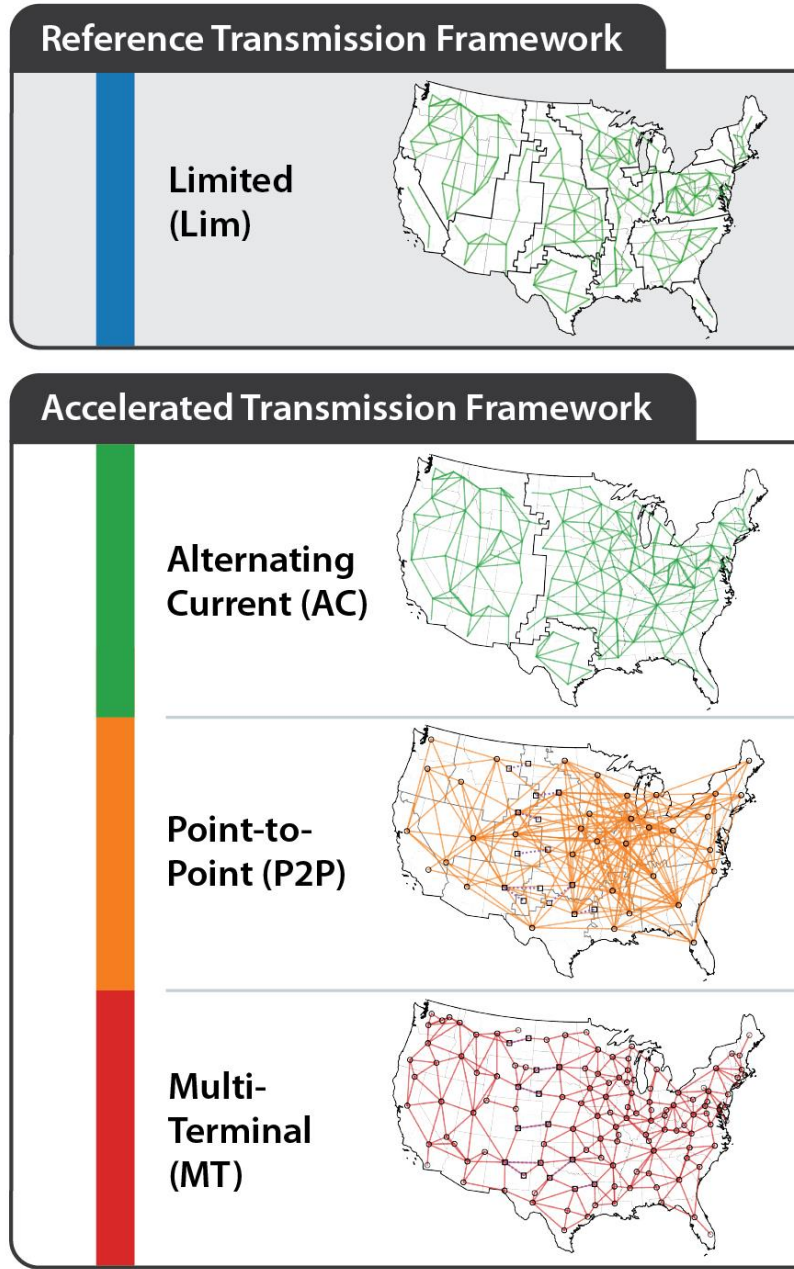 Reference Transmission Framework
Limited
(Lim)
Accelerated Transmission Framework
Alternating
Current (AC)
Point-to-
Point (P2P)
Multi-
Terminal
(MT)